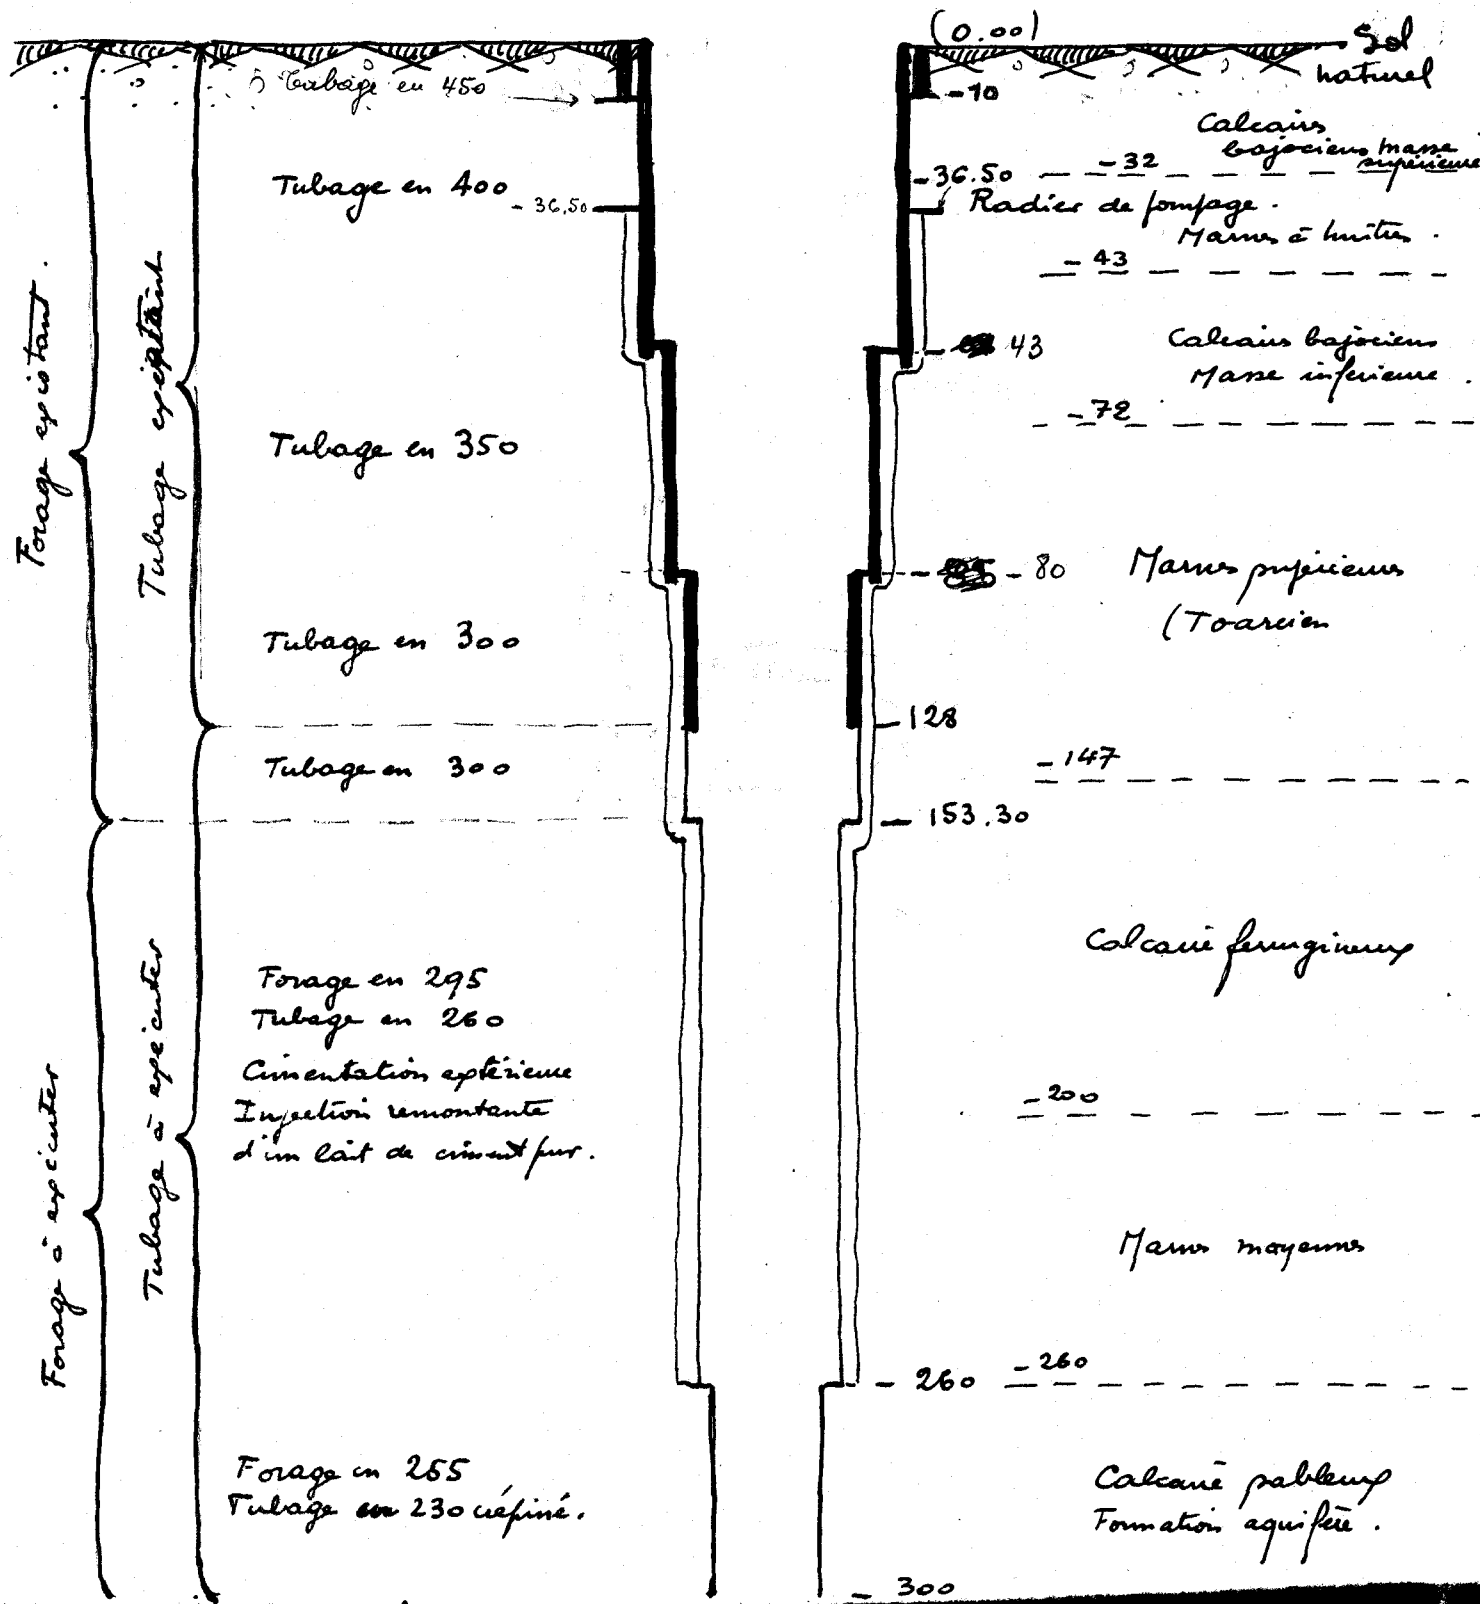 (0.00)
Sol
naturel
Tubage en 450
-10
Calcaires
bajociens masse
supérieure
-32
Tubage en 400
- 36,50
-36.50
Radier de pompage.
Marnes à huîtres.
- 43
43
Calcaires bajociens
Masse inférieure.
- 72
Forage existant.
Tubage existant
Tubage en 350
- 80
Marnes supérieures
(Toarcien
Tubage en 300
128
Tubage en 300
- 147
153.30
Calcaire ferrugineux
Forage en 295
Tubage en 260
Cimentation extérieure
Injection remontante
d'un lait de ciment pur.
- 200
Forage à exécuter
Tubage à exécuter
Marnes moyennes
- 260
- 260
Forage en 255
Tubage en 230 crépiné.
Calcaire sableux
Formation aquifère.
- 300